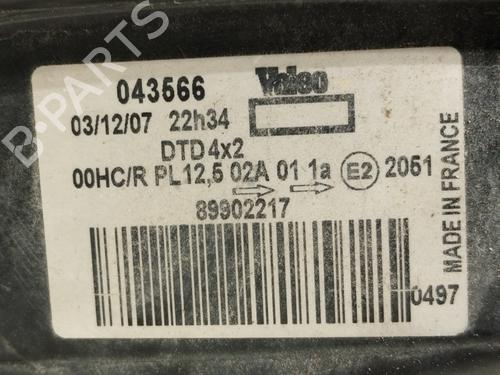 B-PARTS
043566
Valeo
03/12/07 22h34
DTD 4x2
00HC/R PL12,5 02A 01 1a E2 2051
89902217
0497
MADE IN FRANCE